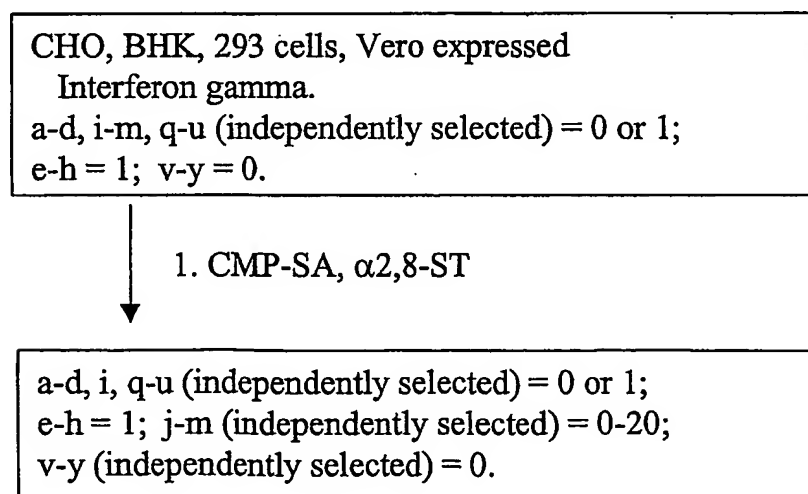 CHO, BHK, 293 cells, Vero expressed
Interferon gamma.
a-d, i-m, q-u (independently selected) = 0 or 1;
e-h = 1; v-y = 0.
1. CMP-SA, α2,8-ST
a-d, i, q-u (independently selected) = 0 or 1;
e-h = 1; j-m (independently selected) = 0-20;
v-y (independently selected) = 0.